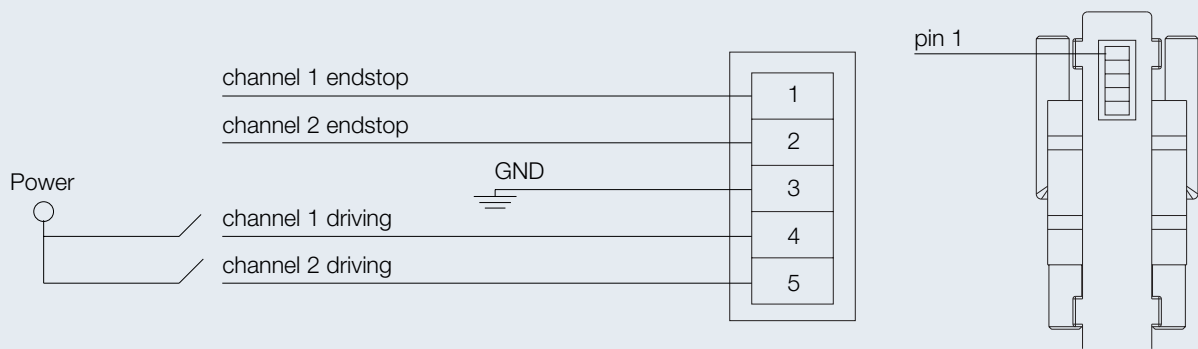 pin 1
channel 1 endstop
1
channel 2 endstop
2
GND
3
Power
channel 1 driving
4
channel 2 driving
5